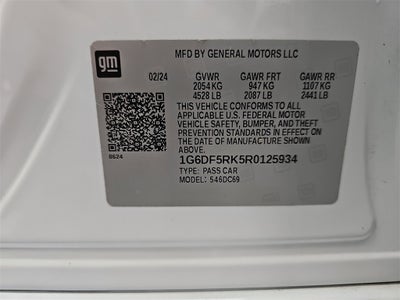 gm
MFD BY GENERAL MOTORS LLC
02/24 GVWR GAWR FRT GAWR RR
2054 KG 947 KG 1107 KG
4528 LB 2087 LB 2441 LB
THIS VEHICLE CONFORMS TO ALL
APPLICABLE U.S. FEDERAL MOTOR
VEHICLE SAFETY, BUMPER, AND THEFT
PREVENTION STANDARDS IN EFFECT ON
THE DATE OF MANUFACTURE SHOWN
ABOVE.
8624
1G6DF5RK5R0125934
TYPE: PASS CAR
MODEL: 546DC69